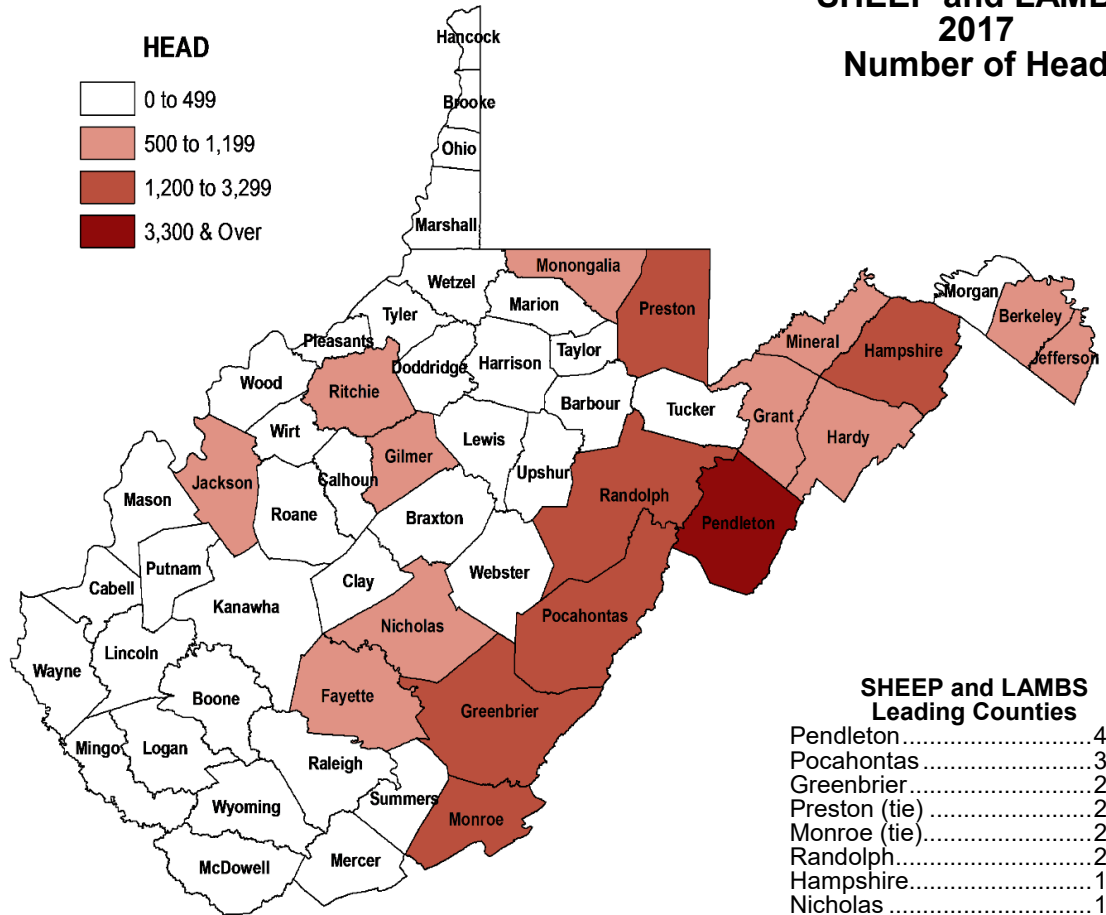 SHEEP and LAMBS
2017
Number of Head
HEAD
0 to 499
500 to 1,199
1,200 to 3,299
3,300 & Over
Hancock
Brooke
Ohio
Marshall
Wetzel
Monongalia
Marion
Preston
Morgan
Berkeley
Jefferson
Mineral
Hampshire
Tyler
Pleasants
Doddridge
Harrison
Taylor
Wood
Ritchie
Barbour
Tucker
Grant
Hardy
Wirt
Lewis
Gilmer
Upshur
Jackson
Calhoun
Mason
Roane
Braxton
Randolph
Pendleton
Putnam
Cabell
Clay
Webster
Kanawha
Pocahontas
Nicholas
Lincoln
Wayne
Boone
Fayette
Greenbrier
Mingo
Logan
Raleigh
Summers
Wyoming
Monroe
McDowell
Mercer
SHEEP and LAMBS
Leading Counties
Pendleton.............................4
Pocahontas..........................3
Greenbrier............................2
Preston (tie) .........................2
Monroe (tie)..........................2
Randolph..............................2
Hampshire............................1
Nicholas ...............................1